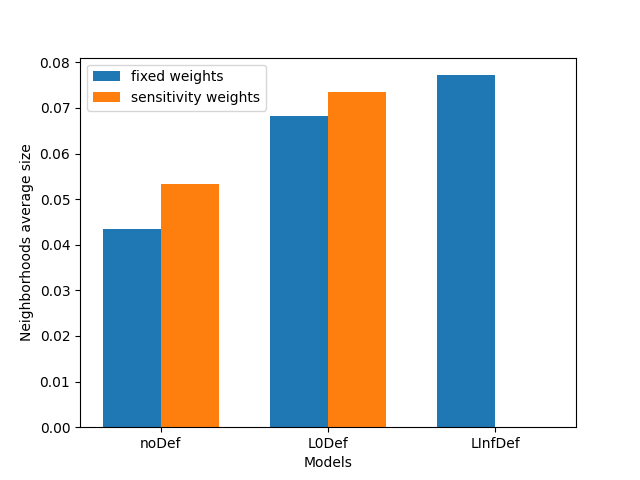 0.08
0.07
0.06
0.05
0.04
0.03
0.02
0.01
0.00
Neighborhoods average size
fixed weights
sensitivity weights
noDef
L0Def
LInfDef
Models